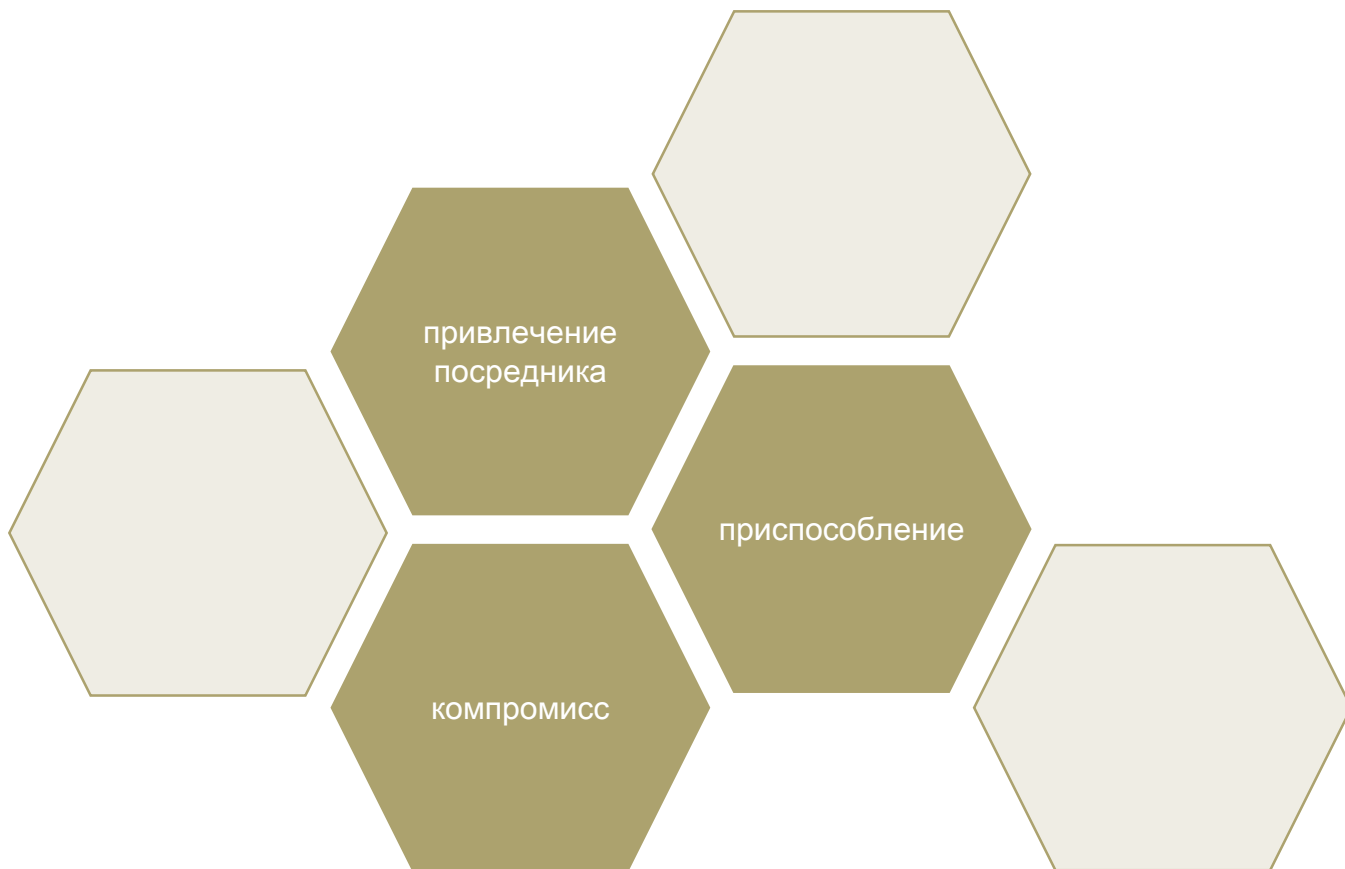 привлечение
посредника
приспособление
компромисс